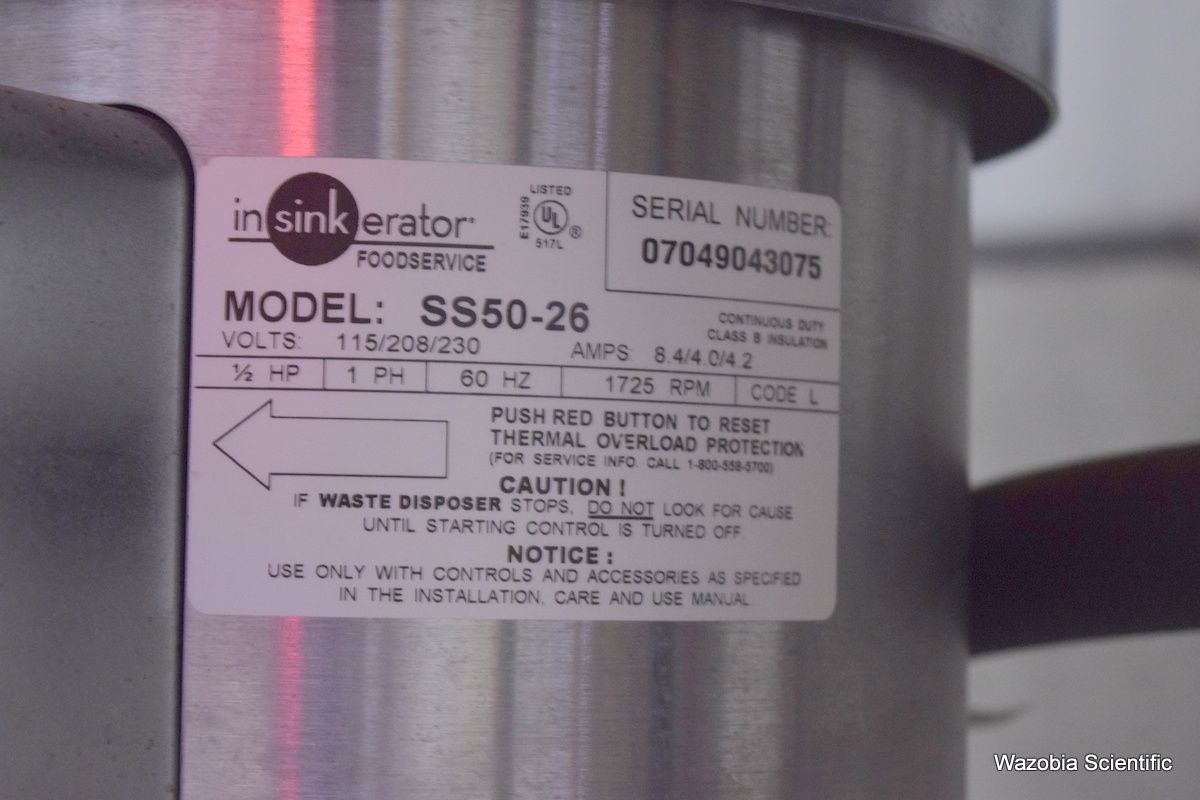 insinkerator®
FOODSERVICE
LISTED
E17939
UL ®
517L
SERIAL NUMBER:
07049043075
MODEL: SS50-26
CONTINUOUS DUTY
CLASS B INSULATION
VOLTS: 115/208/230 AMPS: 8.4/4.0/4.2
½ HP 1 PH 60 HZ 1725 RPM CODE L
PUSH RED BUTTON TO RESET
THERMAL OVERLOAD PROTECTION
(FOR SERVICE INFO. CALL 1-800-558-5700)
CAUTION !
IF WASTE DISPOSER STOPS, DO NOT LOOK FOR CAUSE
UNTIL STARTING CONTROL IS TURNED OFF.
NOTICE :
USE ONLY WITH CONTROLS AND ACCESSORIES AS SPECIFIED
IN THE INSTALLATION, CARE AND USE MANUAL
Wazobia Scientific